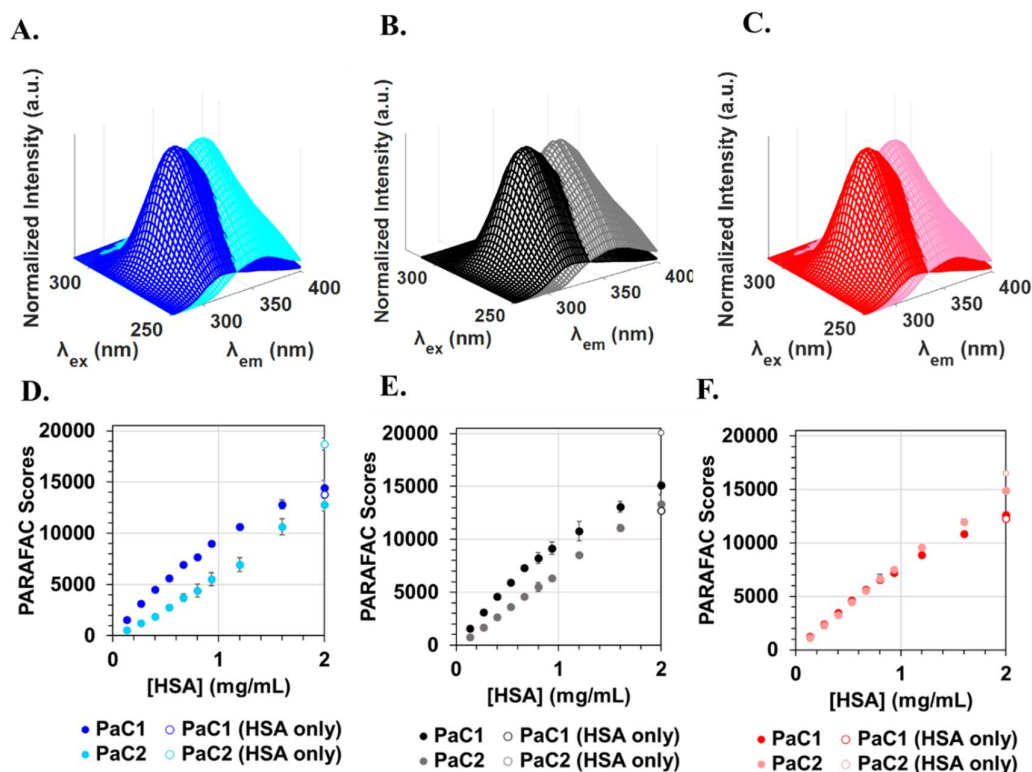 A.
B.
C.
Normalized Intensity (a.u.)
300
250
λex (nm)
300
350
400
λem (nm)
Normalized Intensity (a.u.)
300
250
λex (nm)
300
350
400
λem (nm)
Normalized Intensity (a.u.)
300
250
λex (nm)
300
350
400
λem (nm)
D.
E.
F.
PARAFAC Scores
20000
15000
10000
5000
0
0
1
2
[HSA] (mg/mL)
PaC1
PaC1 (HSA only)
PaC2
PaC2 (HSA only)
PARAFAC Scores
20000
15000
10000
5000
0
0
1
2
[HSA] (mg/mL)
PaC1
PaC1 (HSA only)
PaC2
PaC2 (HSA only)
PARAFAC Scores
20000
15000
10000
5000
0
0
1
2
[HSA] (mg/mL)
PaC1
PaC1 (HSA only)
PaC2
PaC2 (HSA only)